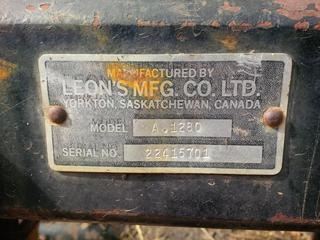 MANUFACTURED BY
LEON'S MFG. CO. LTD.
YORKTON, SASKATCHEWAN, CANADA
MODEL A.1280
SERIAL NO. 22415701